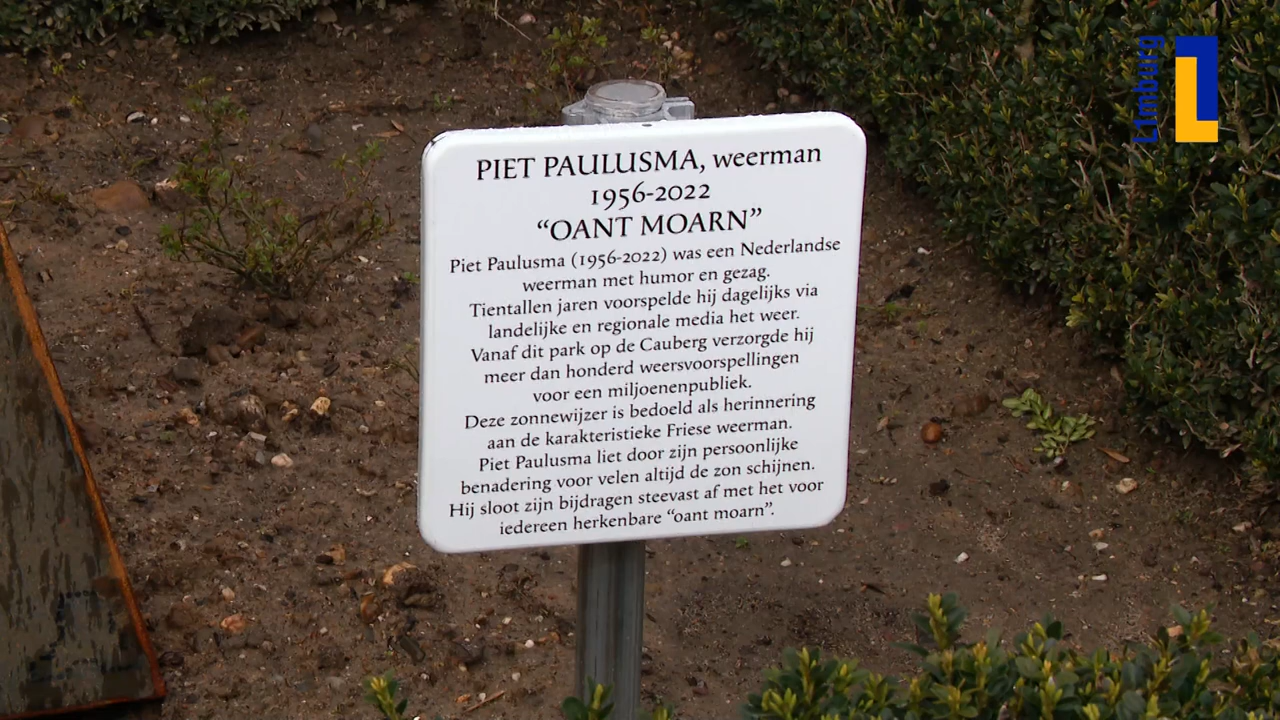 PIET PAULUSMA, weerman
1956-2022
“OANT MOARN”
Piet Paulusma (1956-2022) was een Nederlandse
weerman met humor en gezag.
Tientallen jaren voorspelde hij dagelijks via
landelijke en regionale media het weer.
Vanaf dit park op de Cauberg verzorgde hij
meer dan honderd weersvoorspellingen
voor een miljoenenpubliek.
Deze zonnewijzer is bedoeld als herinnering
aan de karakteristieke Friese weerman.
Piet Paulusma liet door zijn persoonlijke
benadering voor velen altijd de zon schijnen.
Hij sloot zijn bijdragen steevast af met het voor
iedereen herkenbare “oant moarn”.
L1mburg